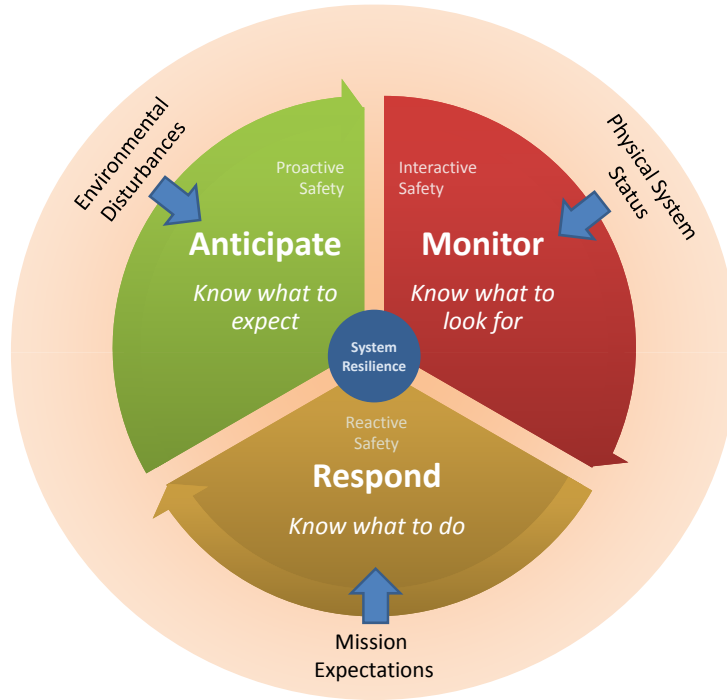 Environmental
Disturbances
Physical System
Status
Proactive
Safety
Anticipate
Know what to
expect
Interactive
Safety
Monitor
Know what to
look for
System
Resilience
Reactive
Safety
Respond
Know what to do
Mission
Expectations